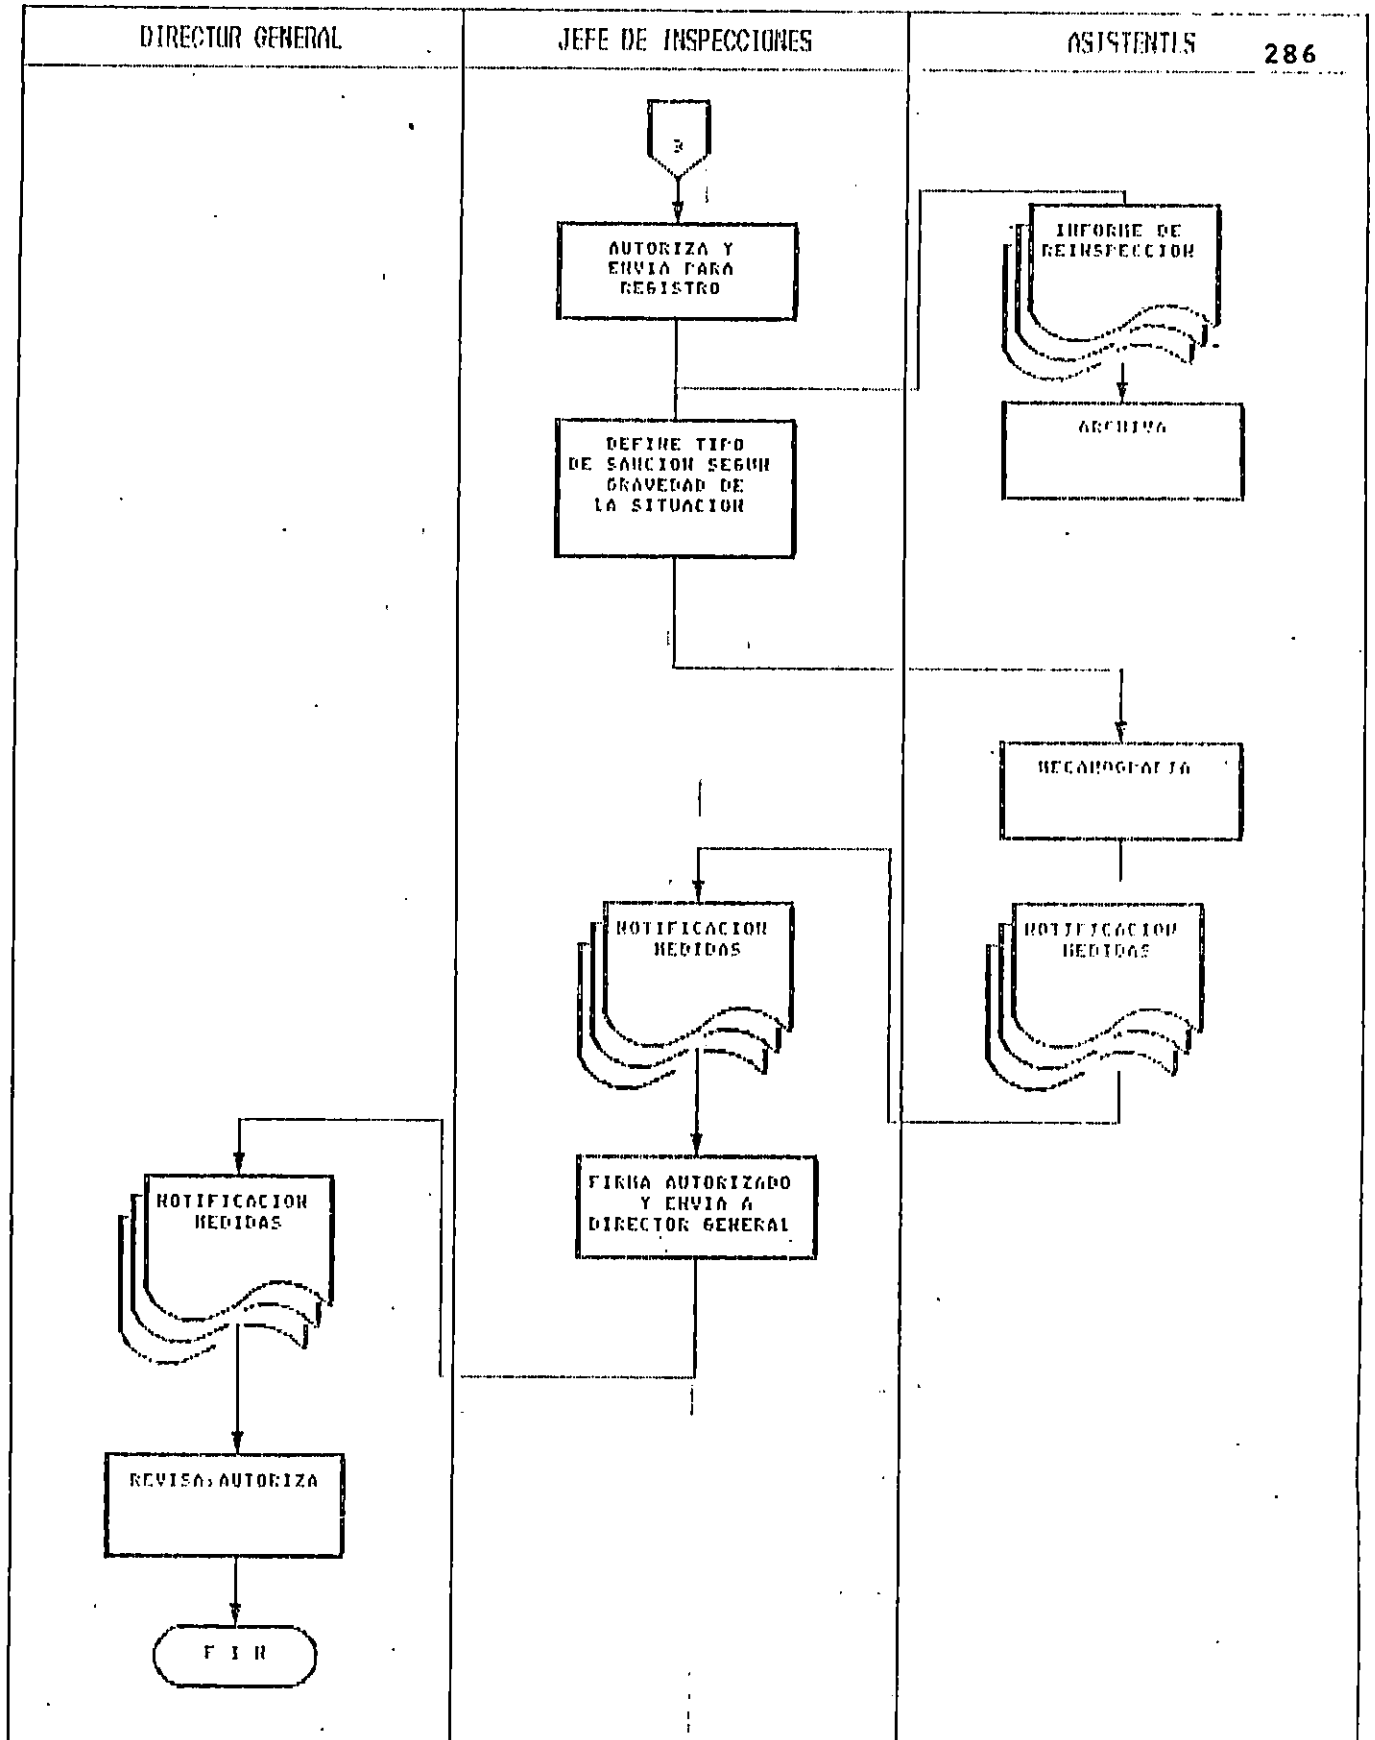 DIRECTOR GENERAL
JEFE DE INSPECCIONES
ASISTENTES
286
AUTORIZA Y
ENVIA PARA
REGISTRO
INFORME DE
REINSPECCION
ARCHIVA
DEFINE TIPO
DE SANCION SEGUN
GRAVEDAD DE
LA SITUACION
MECANOGRAFIA
NOTIFICACION
MEDIDAS
NOTIFICACION
MEDIDAS
FIRMA AUTORIZADO
Y ENVIA A
DIRECTOR GENERAL
NOTIFICACION
MEDIDAS
REVISA,AUTORIZA
F I N